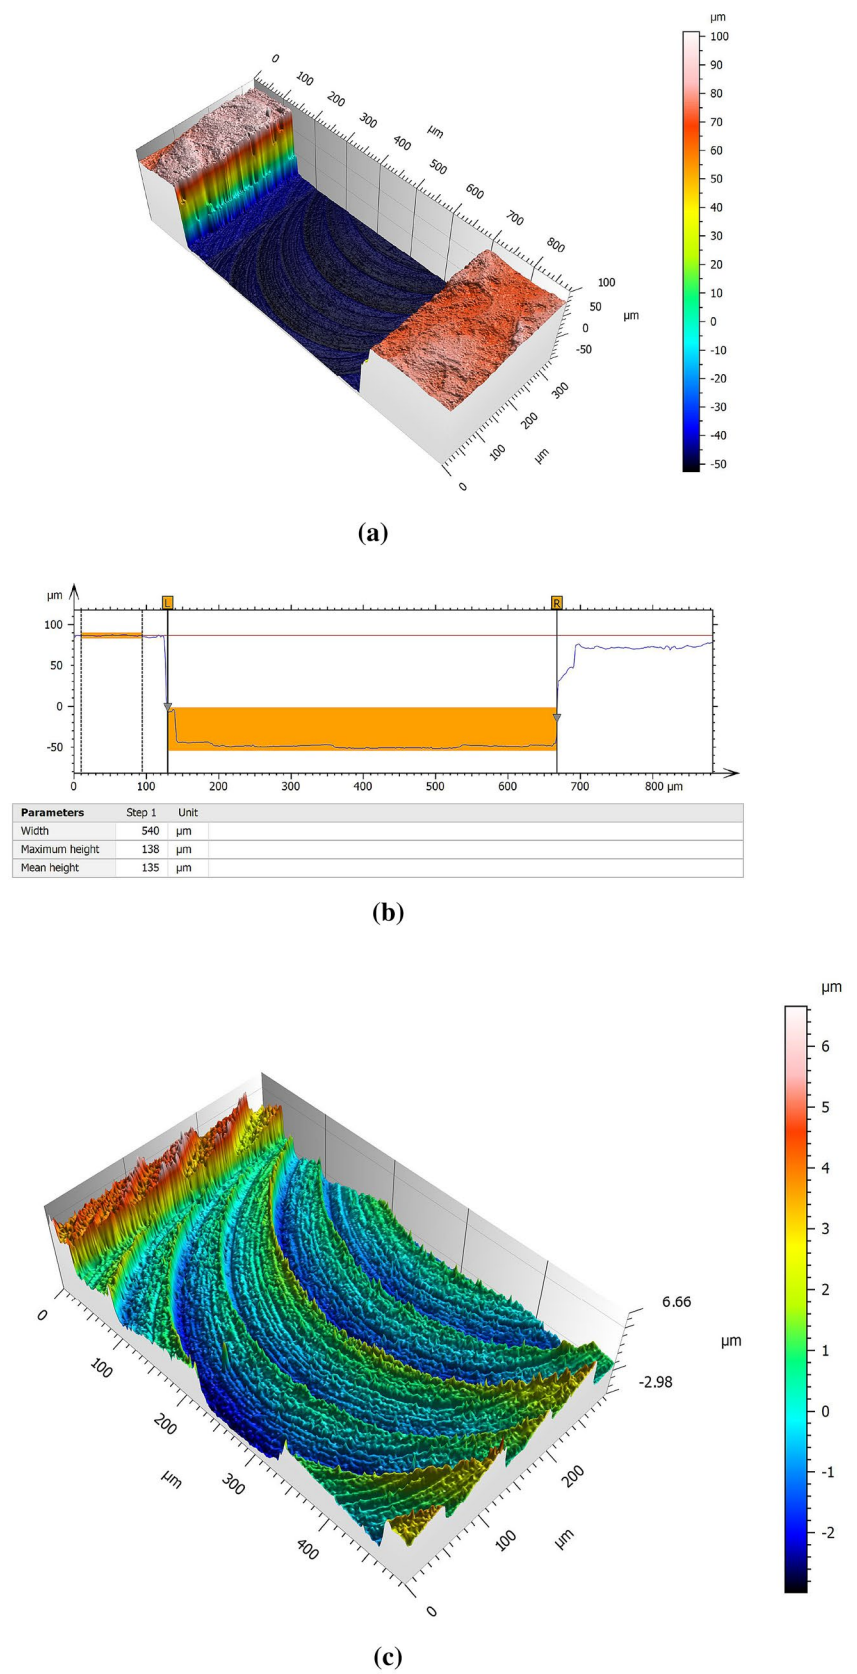 µm
100
90
80
70
60
50
40
30
20
10
0
-10
-20
-30
-40
-50
0 100 200 300 400 µm 500 600 700 800
100
50
0
-50
µm
0 100 200 300
µm
(a)
µm
L R
100
50
0
-50
0 100 200 300 400 500 600 700 800 µm
Parameters Step 1 Unit
Width 540 µm
Maximum height 138 µm
Mean height 135 µm
(b)
µm
6
5
4
3
2
1
0
-1
-2
6.66
µm
-2.98
0 100 200 300 400
µm
0 100 200
µm
(c)